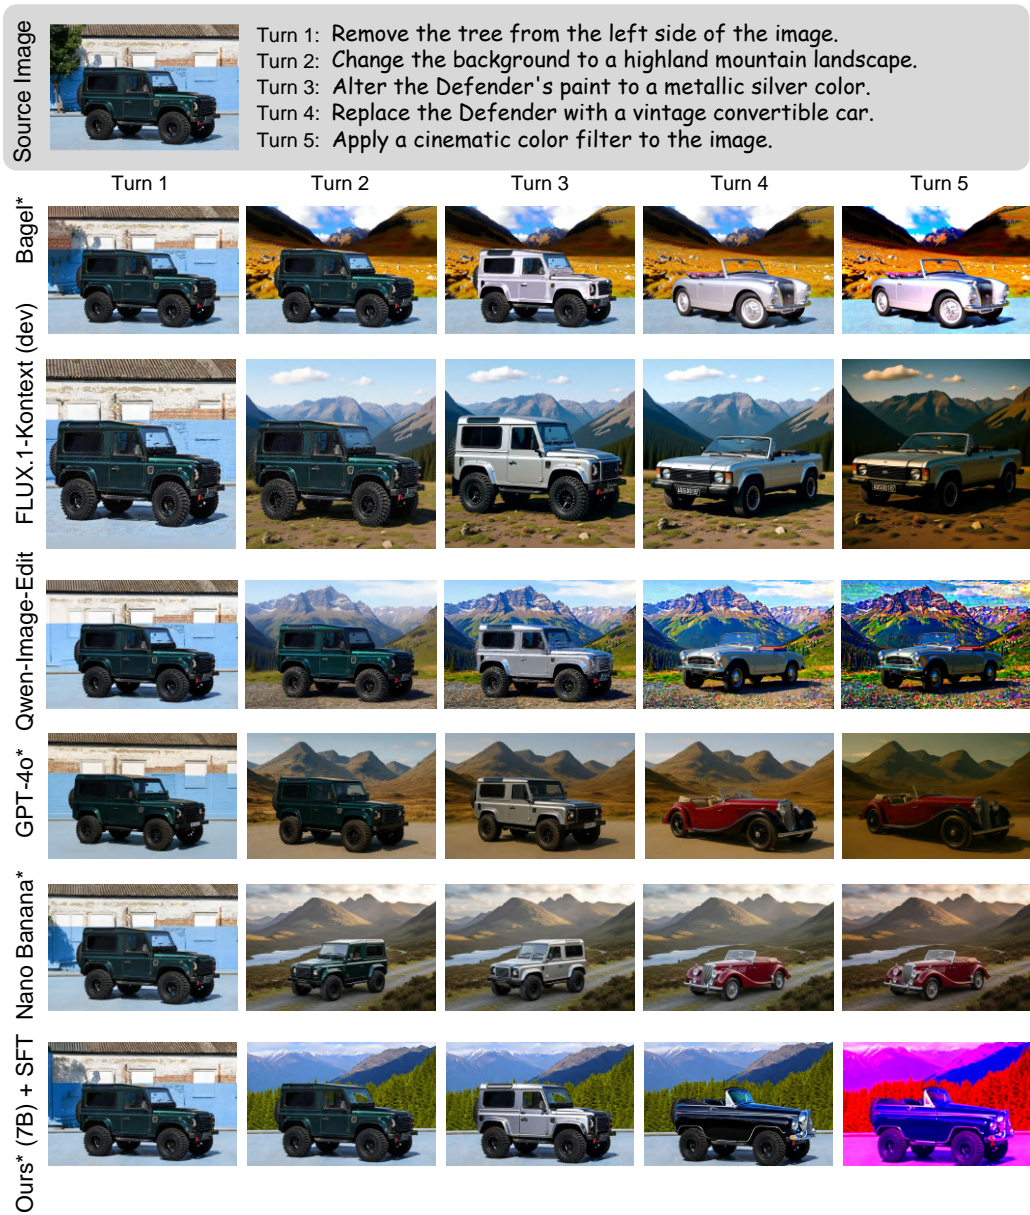 Source Image
Turn 1: Remove the tree from the left side of the image.
Turn 2: Change the background to a highland mountain landscape.
Turn 3: Alter the Defender's paint to a metallic silver color.
Turn 4: Replace the Defender with a vintage convertible car.
Turn 5: Apply a cinematic color filter to the image.
Turn 1 Turn 2 Turn 3 Turn 4 Turn 5
Bagel*
FLUX.1-Kontext (dev)
Qwen-Image-Edit
GPT-4o*
Nano Banana*
Ours* (7B) + SFT